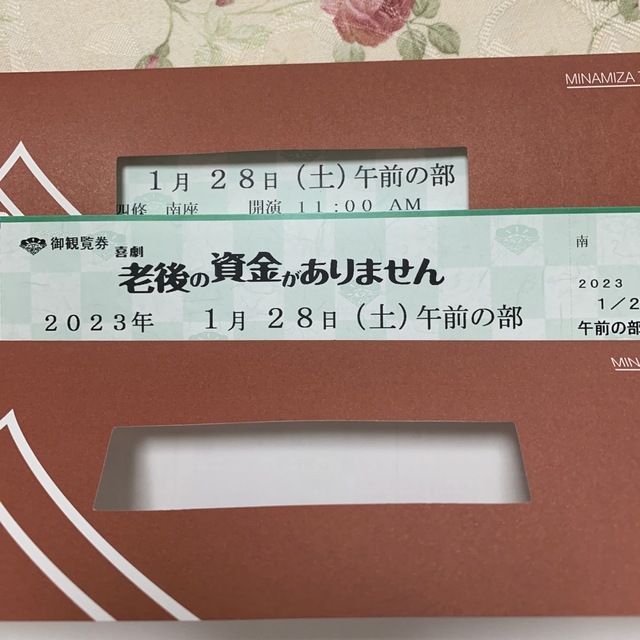 MINAMIZA
1月 28日 (土) 午前の部
南座 開演 11:00 AM
御観覧券
喜劇
老後の資金がありません
2023年 1月 28日 (土) 午前の部
南
2023
1/2
午前の部